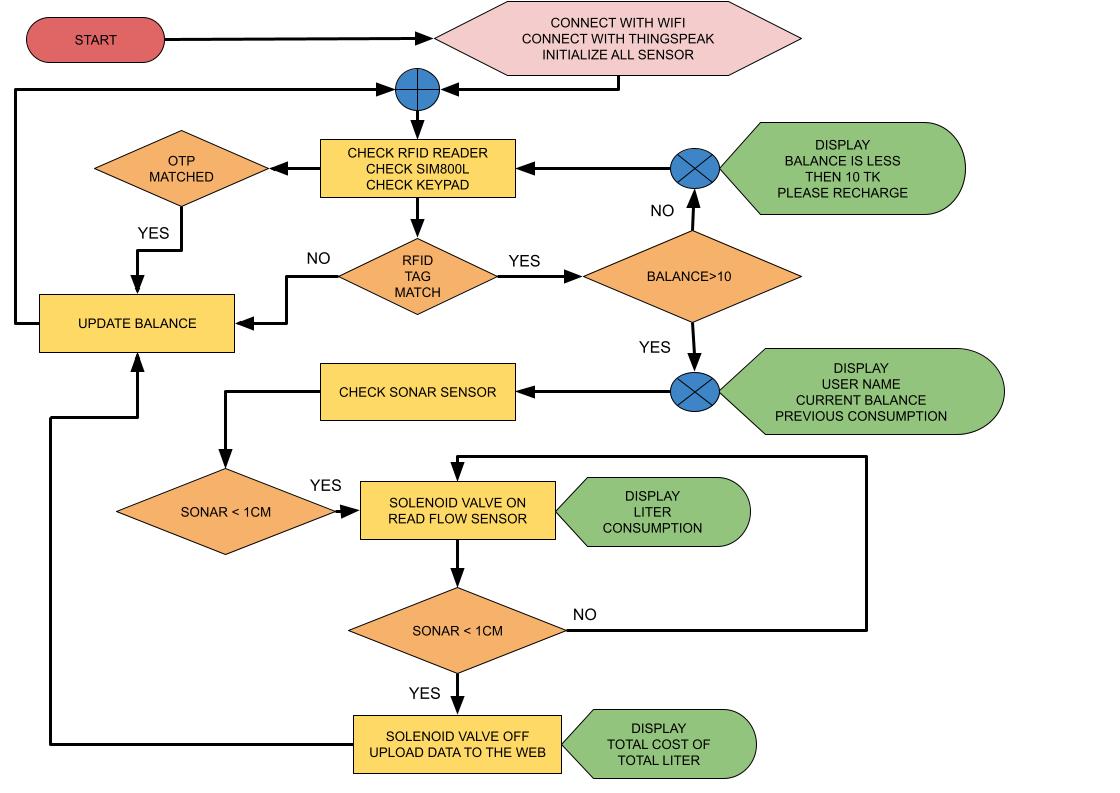 START
CONNECT WITH WIFI
CONNECT WITH THINGSPEAK
INITIALIZE ALL SENSOR
OTP
MATCHED
CHECK RFID READER
CHECK SIM800L
CHECK KEYPAD
DISPLAY
BALANCE IS LESS
THEN 10 TK
PLEASE RECHARGE
YES
NO
NO
RFID
TAG
MATCH
YES
BALANCE>10
UPDATE BALANCE
YES
CHECK SONAR SENSOR
DISPLAY
USER NAME
CURRENT BALANCE
PREVIOUS CONSUMPTION
SONAR < 1CM
YES
SOLENOID VALVE ON
READ FLOW SENSOR
DISPLAY
LITER
CONSUMPTION
SONAR < 1CM
NO
YES
SOLENOID VALVE OFF
UPLOAD DATA TO THE WEB
DISPLAY
TOTAL COST OF
TOTAL LITER